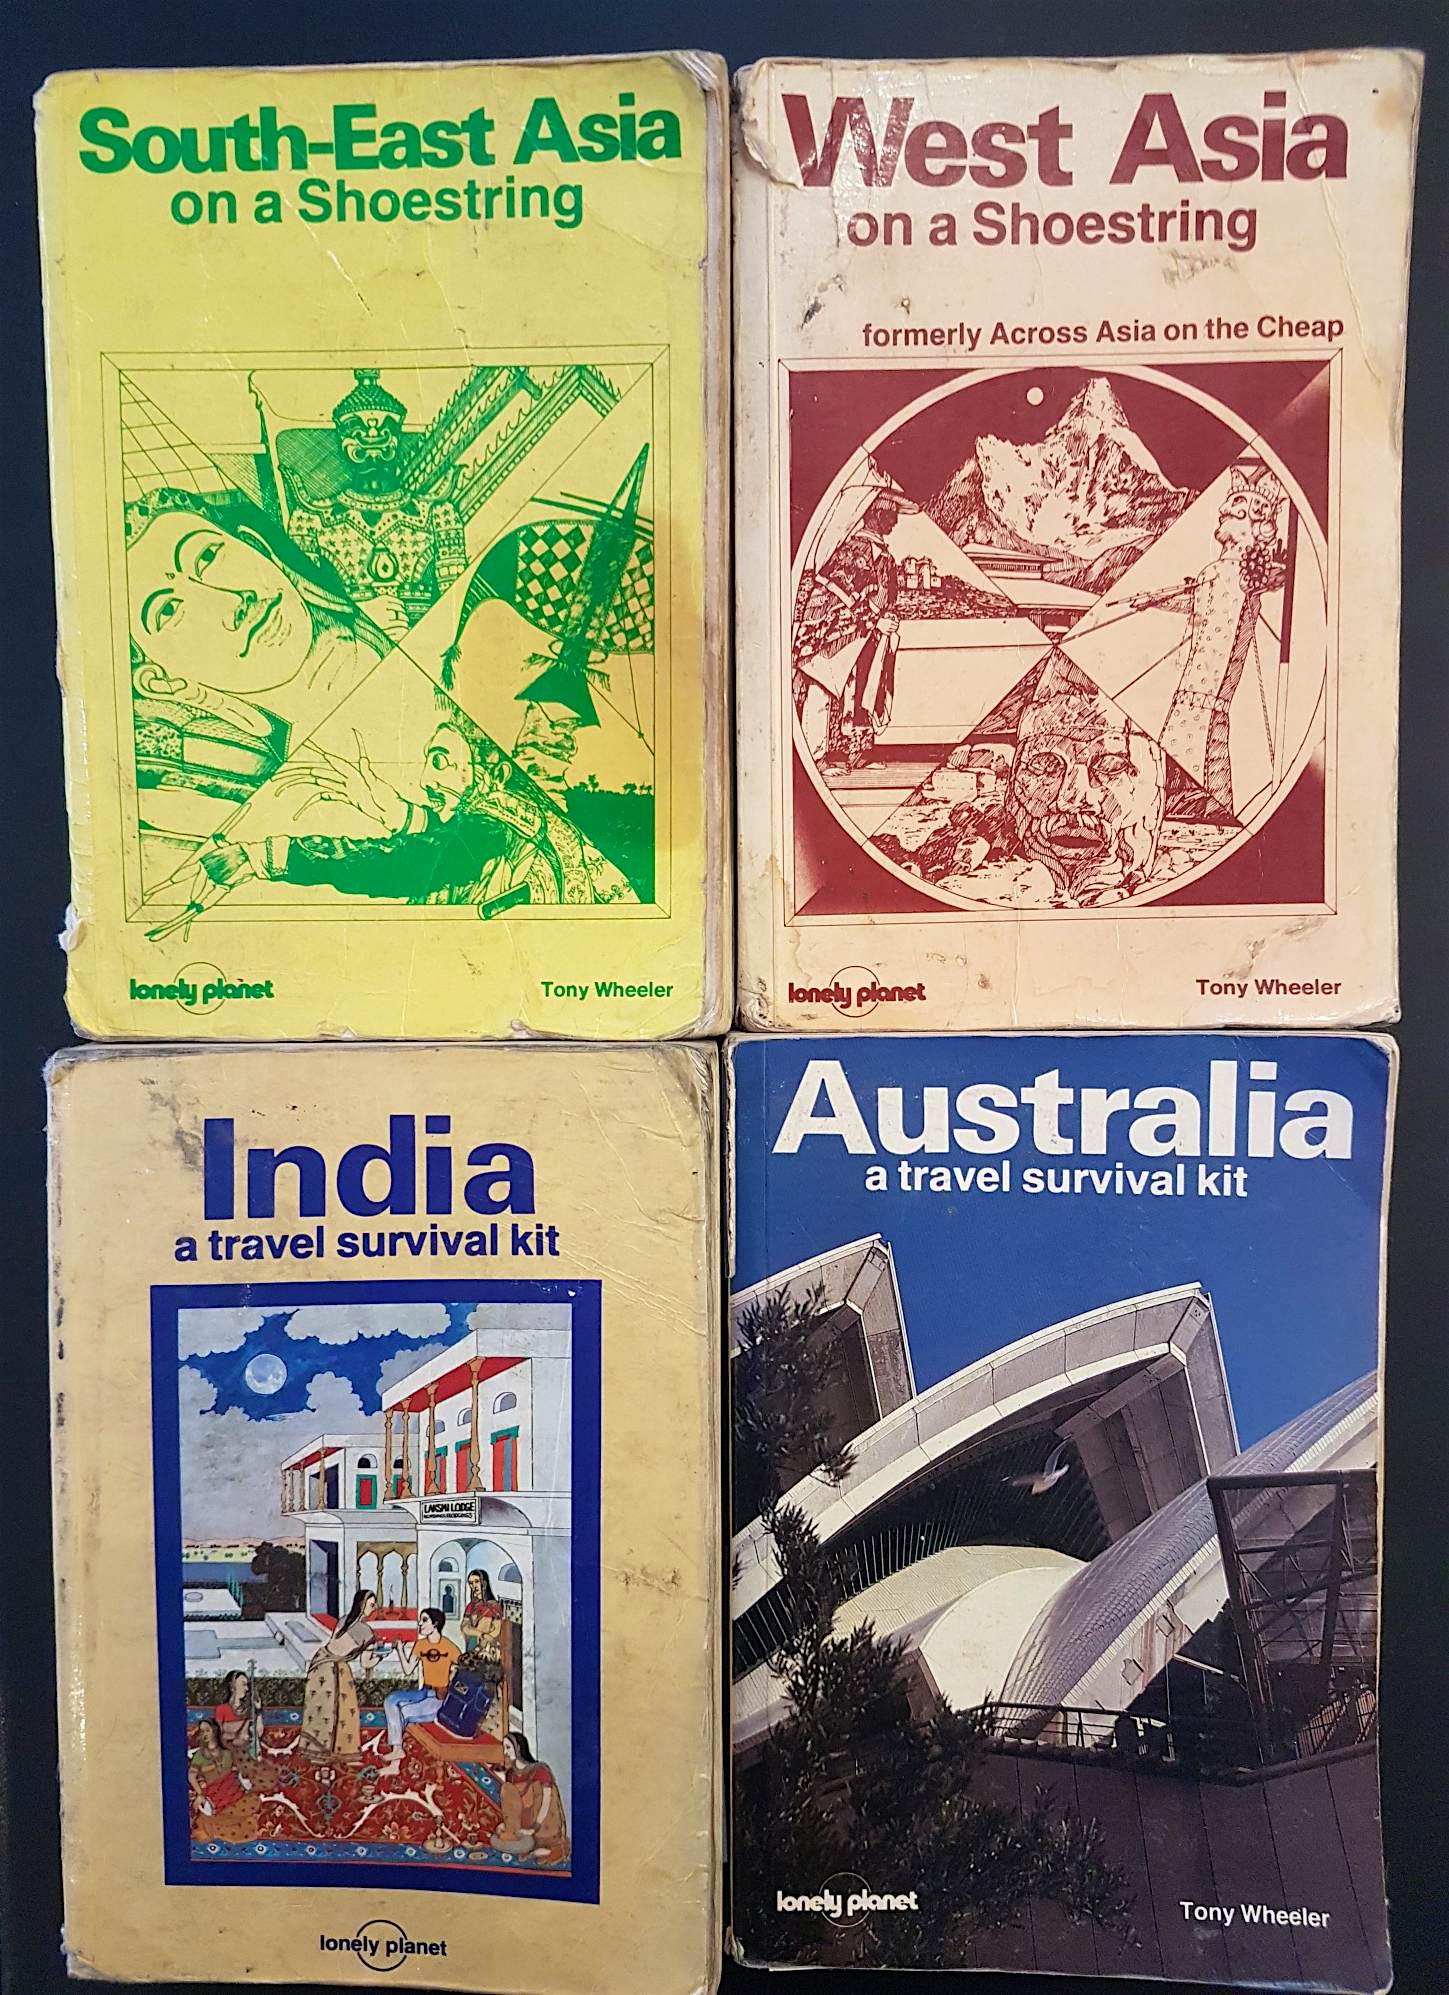 South-East Asia
on a Shoestring
lonely planet
Tony Wheeler
West Asia
on a Shoestring
formerly Across Asia on the Cheap
lonely planet
Tony Wheeler
India
a travel survival kit
LAKSMI LODGE
lonely planet
Australia
a travel survival kit
lonely planet
Tony Wheeler